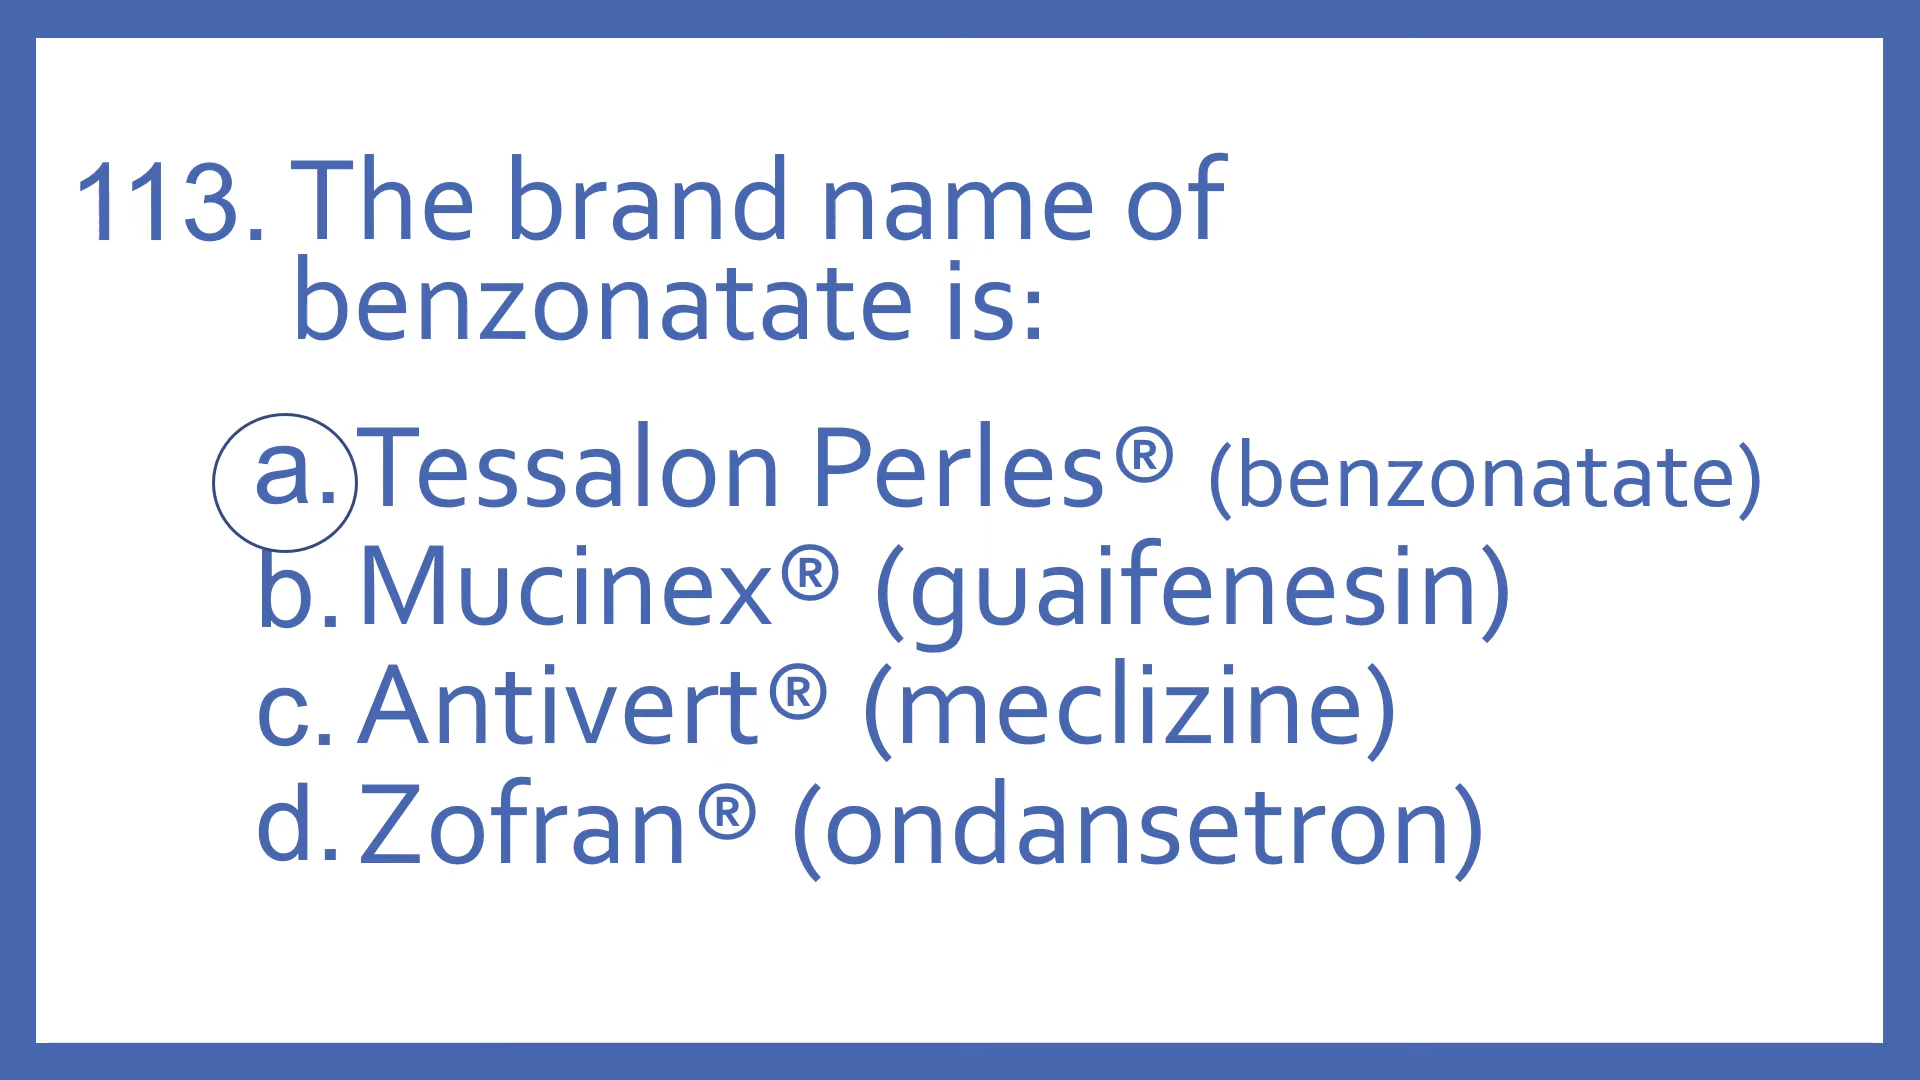 113. The brand name of
benzonatate is:
a. Tessalon Perles® (benzonatate)
b. Mucinex® (guaifenesin)
c. Antivert® (meclizine)
d. Zofran® (ondansetron)